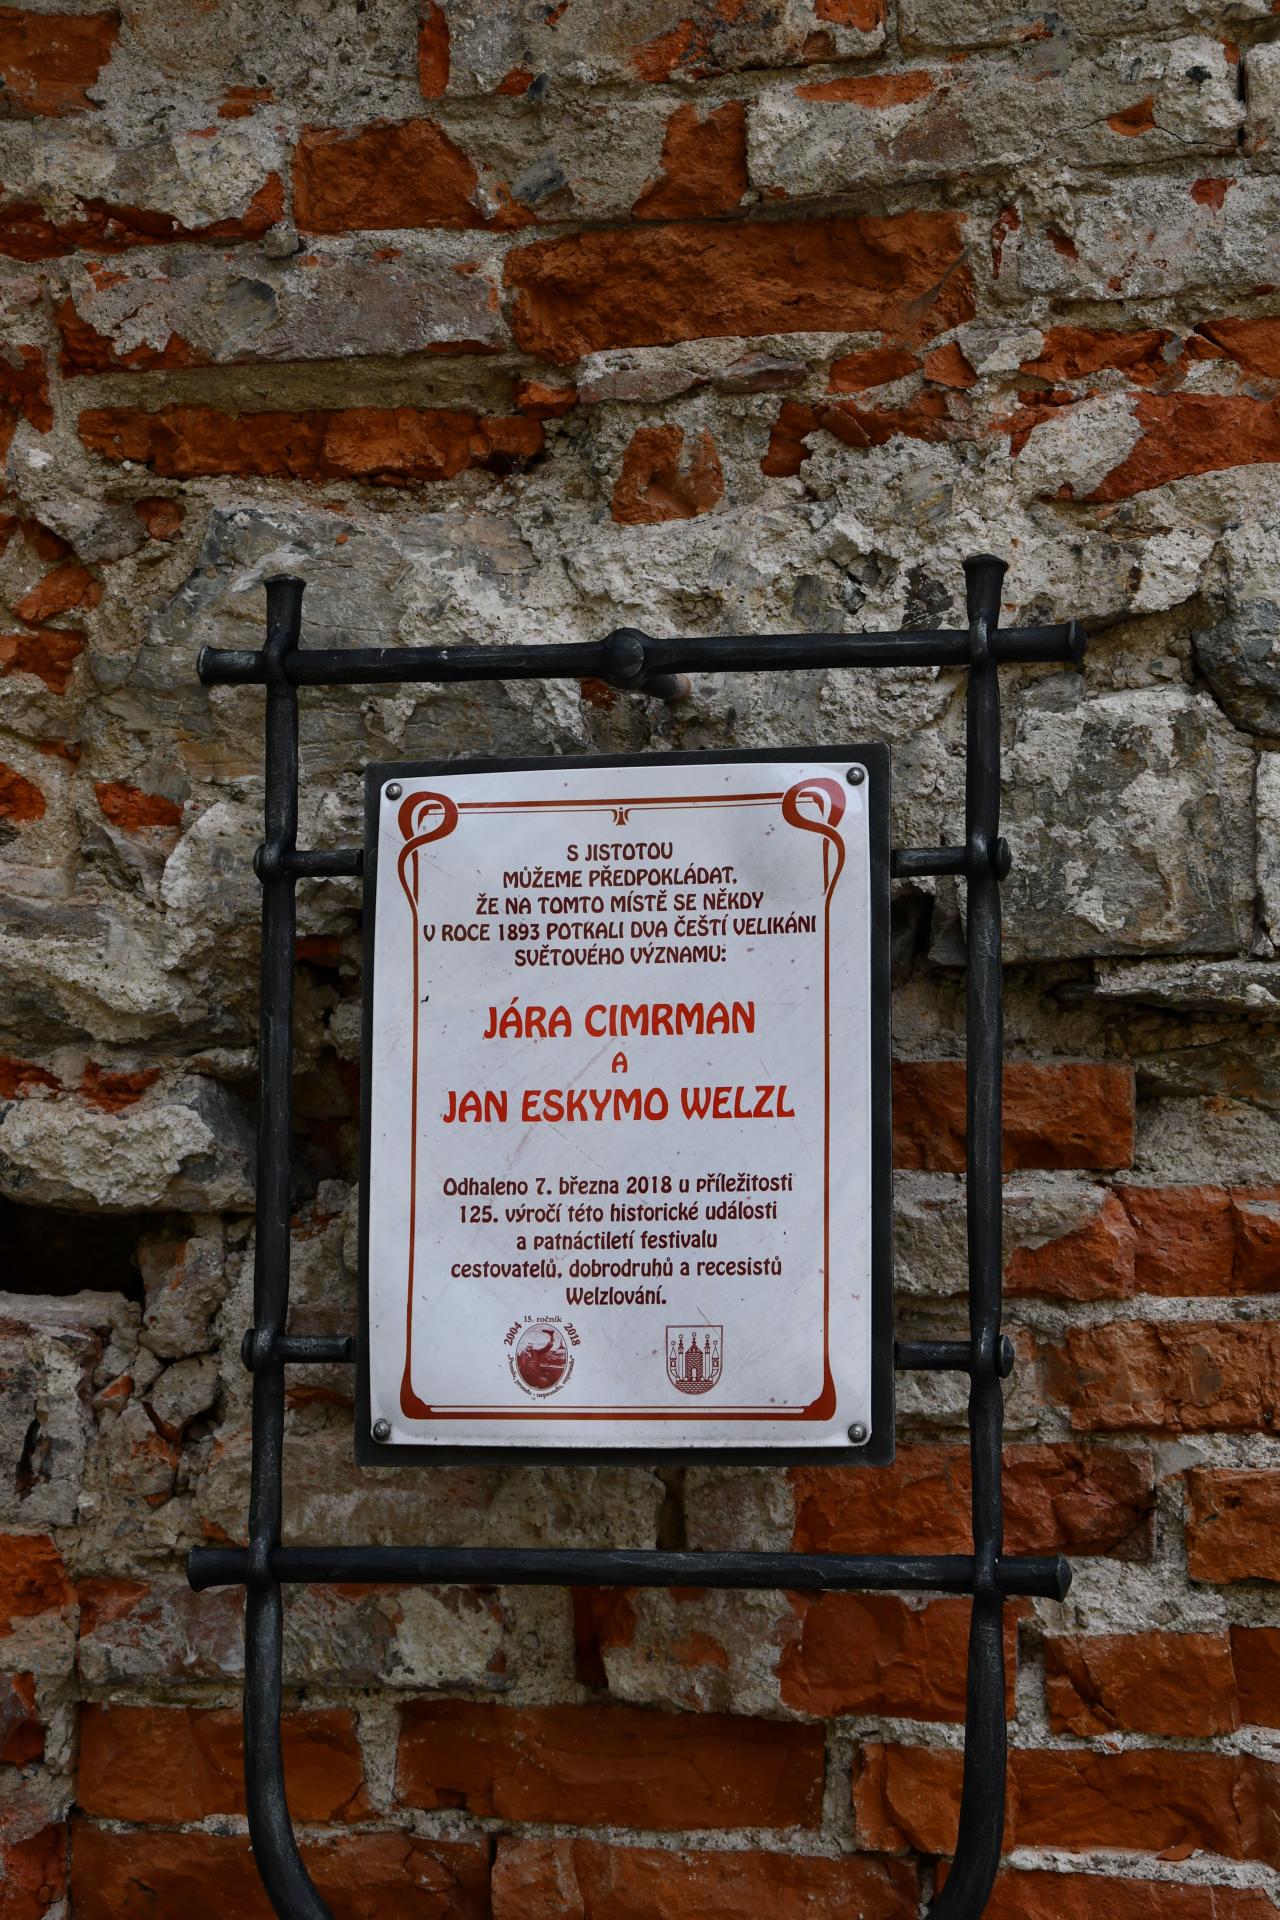 S JISTOTOU
MŮŽEME PŘEDPOKLÁDAT,
ŽE NA TOMTO MÍSTĚ SE NĚKDY
V ROCE 1893 POTKALI DVA ČEŠTÍ VELIKÁNI
SVĚTOVÉHO VÝZNAMU:
JÁRA CIMRMAN
A
JAN ESKYMO WELZL
Odhaleno 7. března 2018 u příležitosti
125. výročí této historické události
a patnáctiletí festivalu
cestovatelů, dobrodruhů a recesistů
Welzlování.
15. ročník
2004 2018